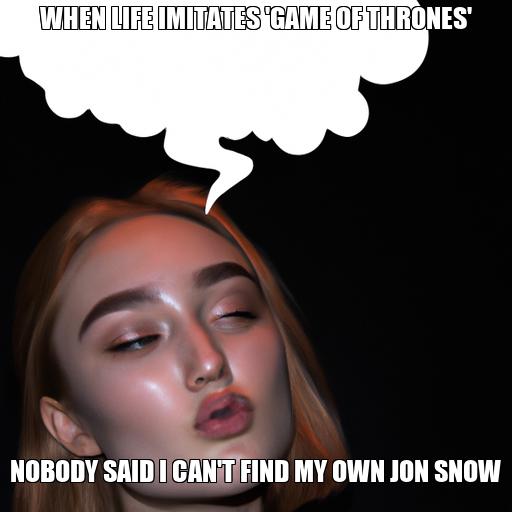 WHEN LIFE IMITATES 'GAME OF THRONES'
NOBODY SAID I CAN'T FIND MY OWN JON SNOW